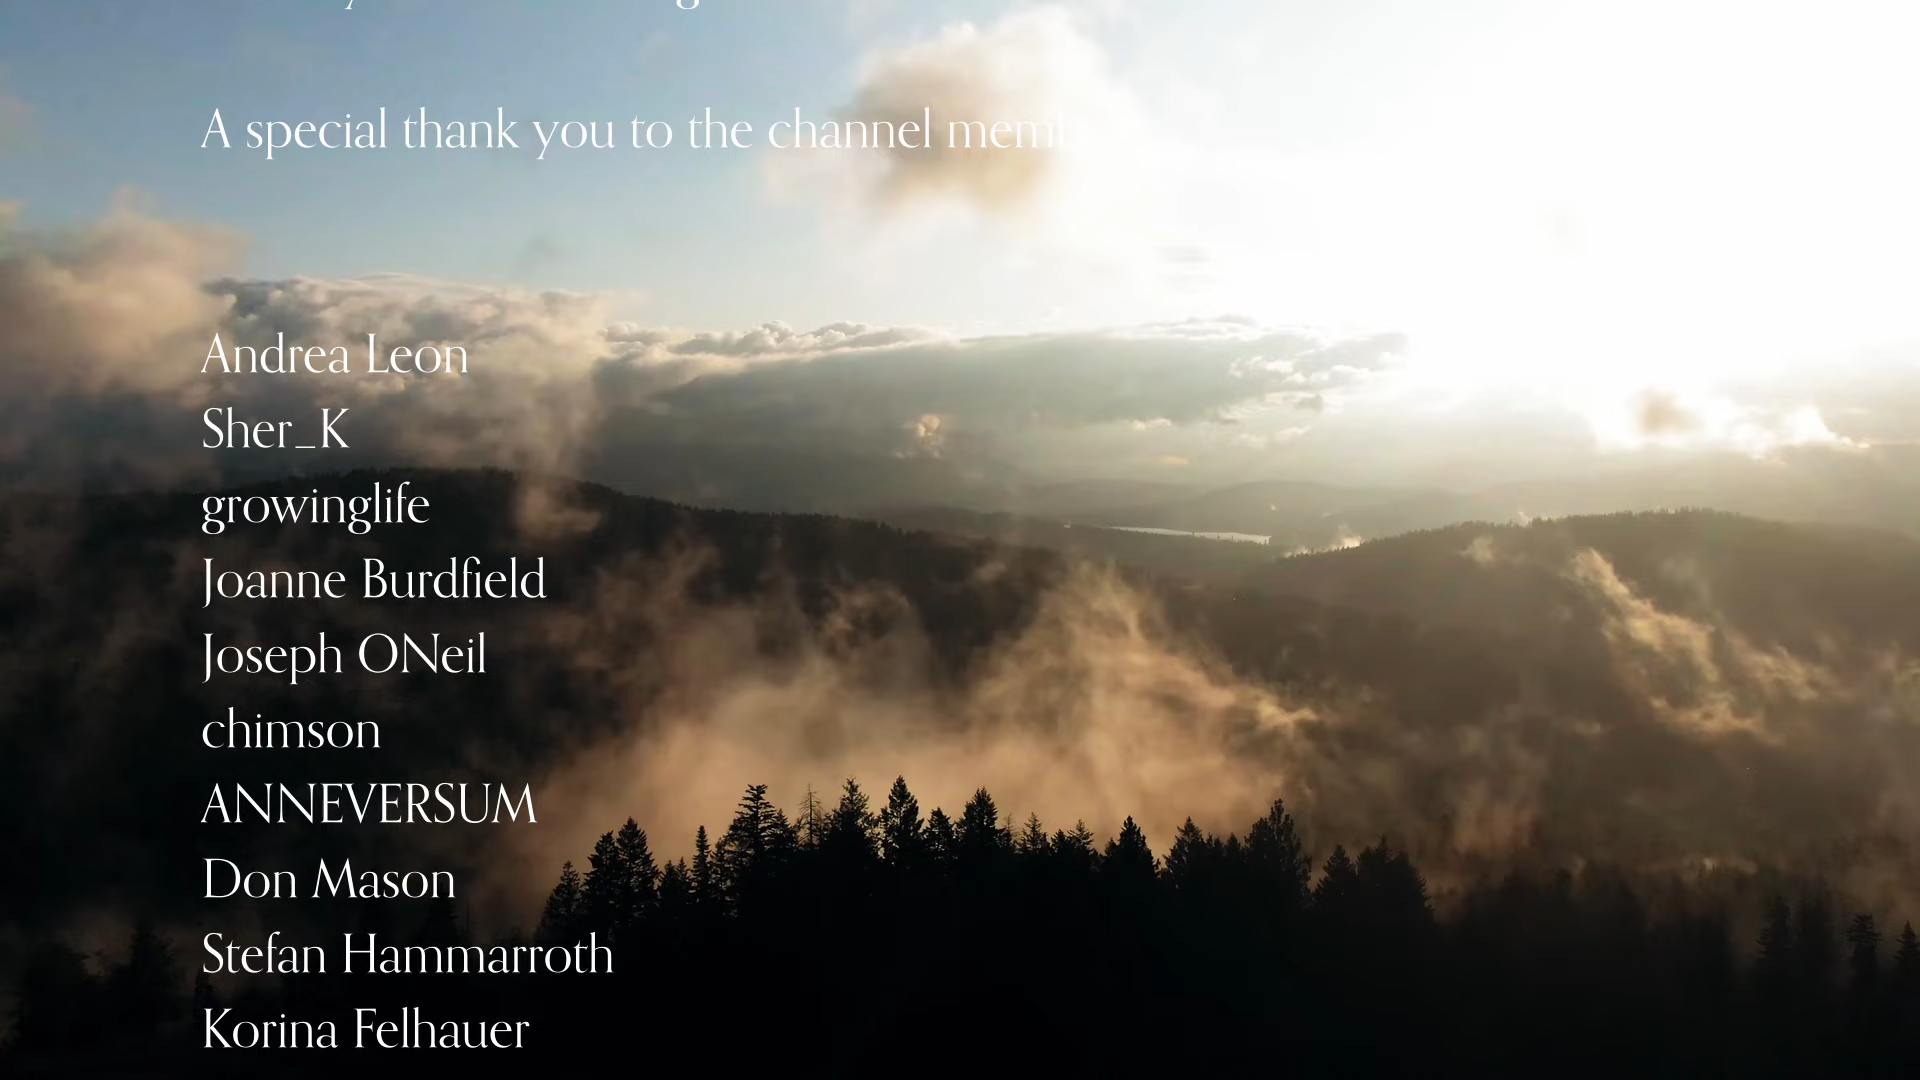 A special thank you to the channel
Andrea Leon
Sher_K
growinglife
Joanne Burdfield
Joseph ONeil
chimson
ANNEVERSUM
Don Mason
Stefan Hammarroth
Korina Felhauer